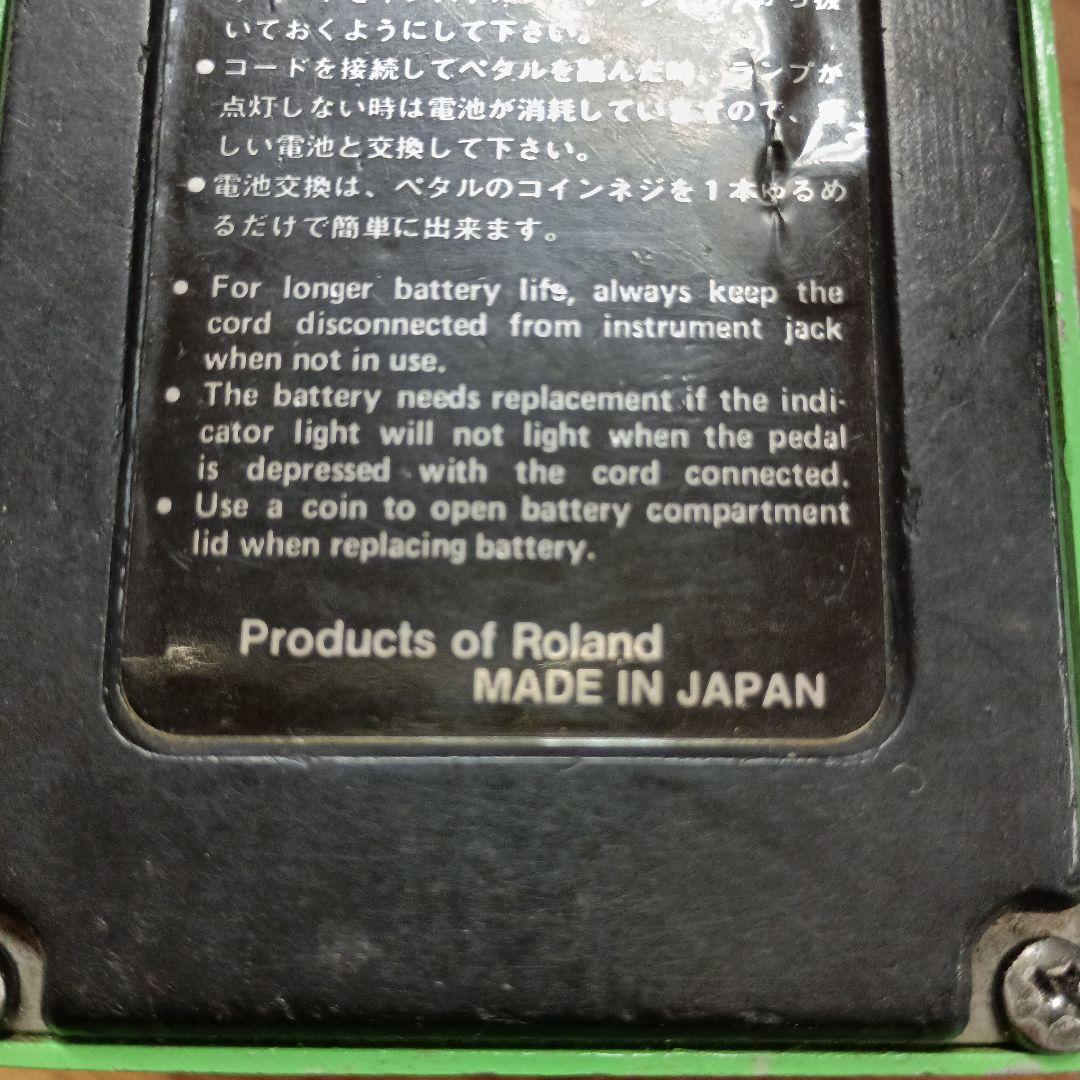 いておくようにして下さい。
● コードを接続してペダルを踏んだ時、ランプが
点灯しない時は電池が消耗していますので、
しい電池と交換して下さい。
● 電池交換は、ペダルのコインネジを1本ゆるめ
るだけで簡単に出来ます。
● For longer battery life, always keep the
cord disconnected from instrument jack
when not in use.
● The battery needs replacement if the indi-
cator light will not light when the pedal
is depressed with the cord connected.
● Use a coin to open battery compartment
lid when replacing battery.
Products of Roland
MADE IN JAPAN